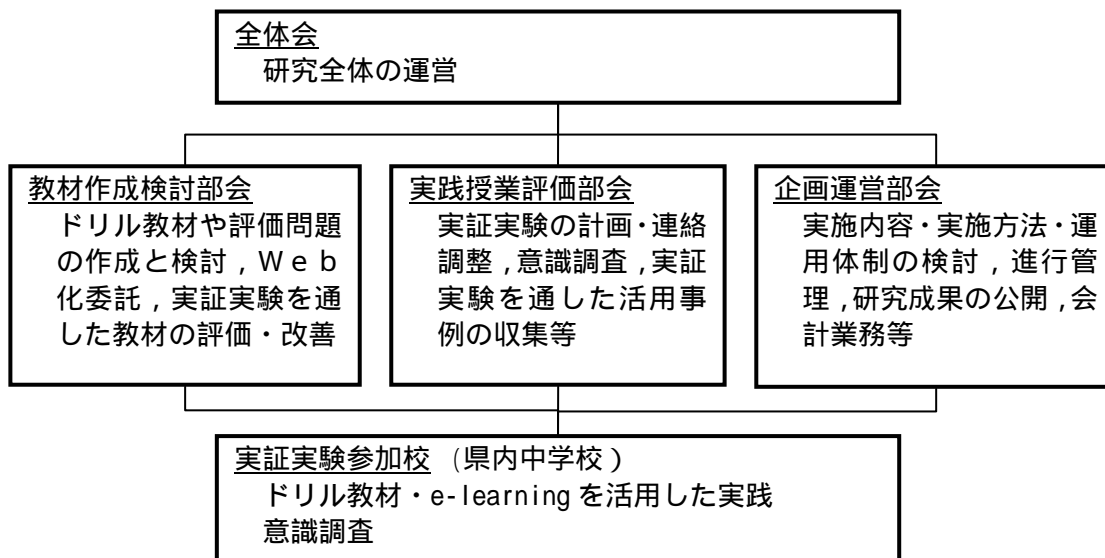 全体会
研究全体の運営
教材作成検討部会
ドリル教材や評価問題
の作成と検討，Ｗｅｂ
化委託，実証実験を通
した教材の評価・改善
実践授業評価部会
実証実験の計画・連絡
調整，意識調査，実証
実験を通した活用事
例の収集等
企画運営部会
実施内容・実施方法・運
用体制の検討，進行管
理，研究成果の公開，会
計業務等
実証実験参加校（県内中学校）
ドリル教材・e-learningを活用した実践
意識調査